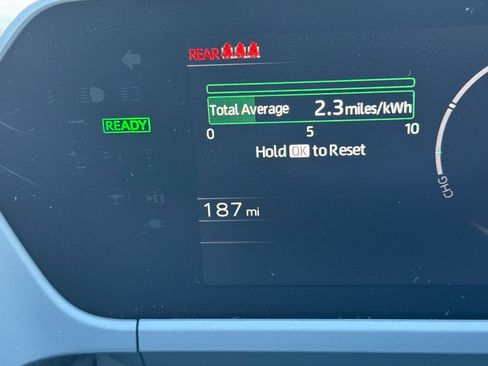 REAR
Total Average 2.3 miles/kWh
READY
0 5 10
Hold OK to Reset
187 mi
CHG